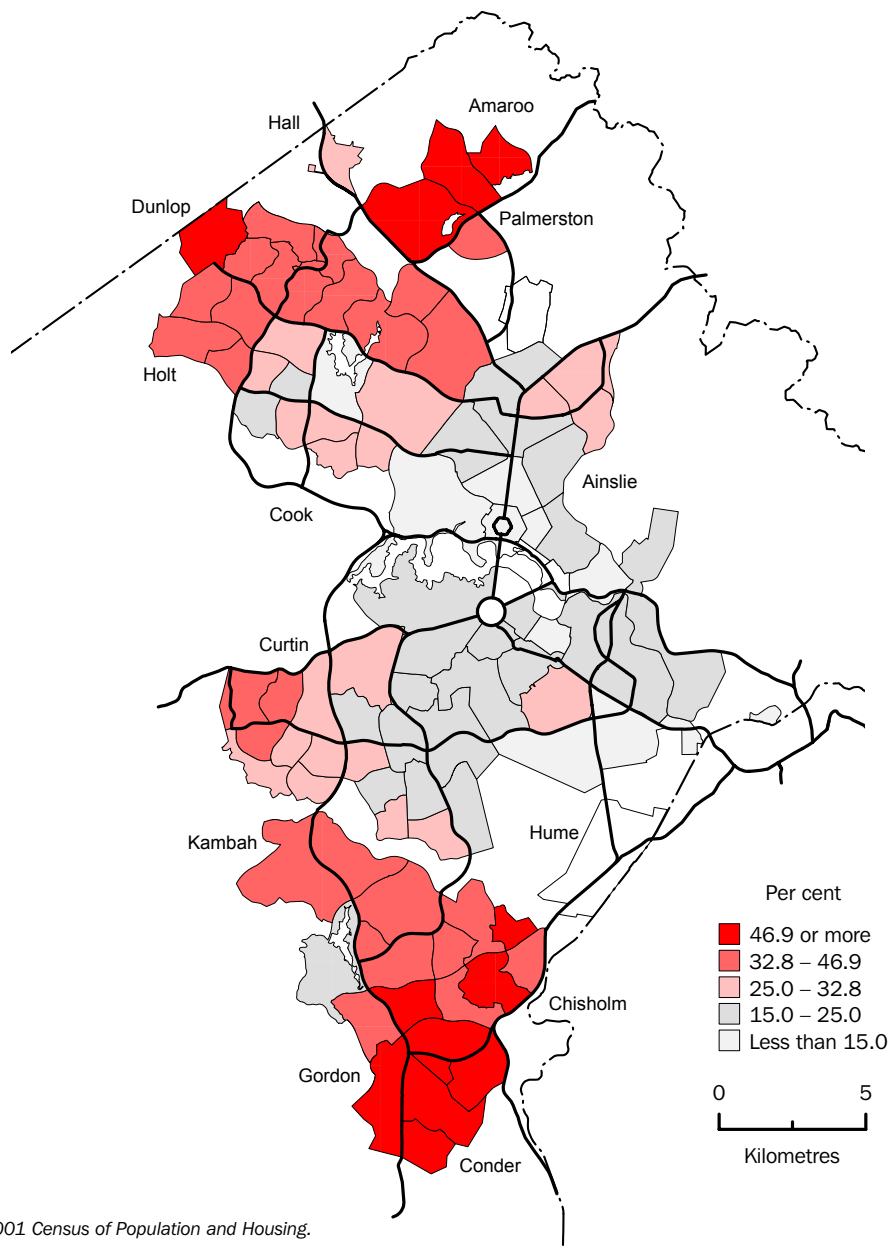 Amaroo
Hall
Dunlop
Palmerston
Holt
Ainslie
Cook
Curtin
Kambah
Hume
Per cent
46.9 or more
32.8 – 46.9
25.0 – 32.8
15.0 – 25.0
Less than 15.0
Chisholm
Gordon
0 5
Kilometres
Conder
001 Census of Population and Housing.